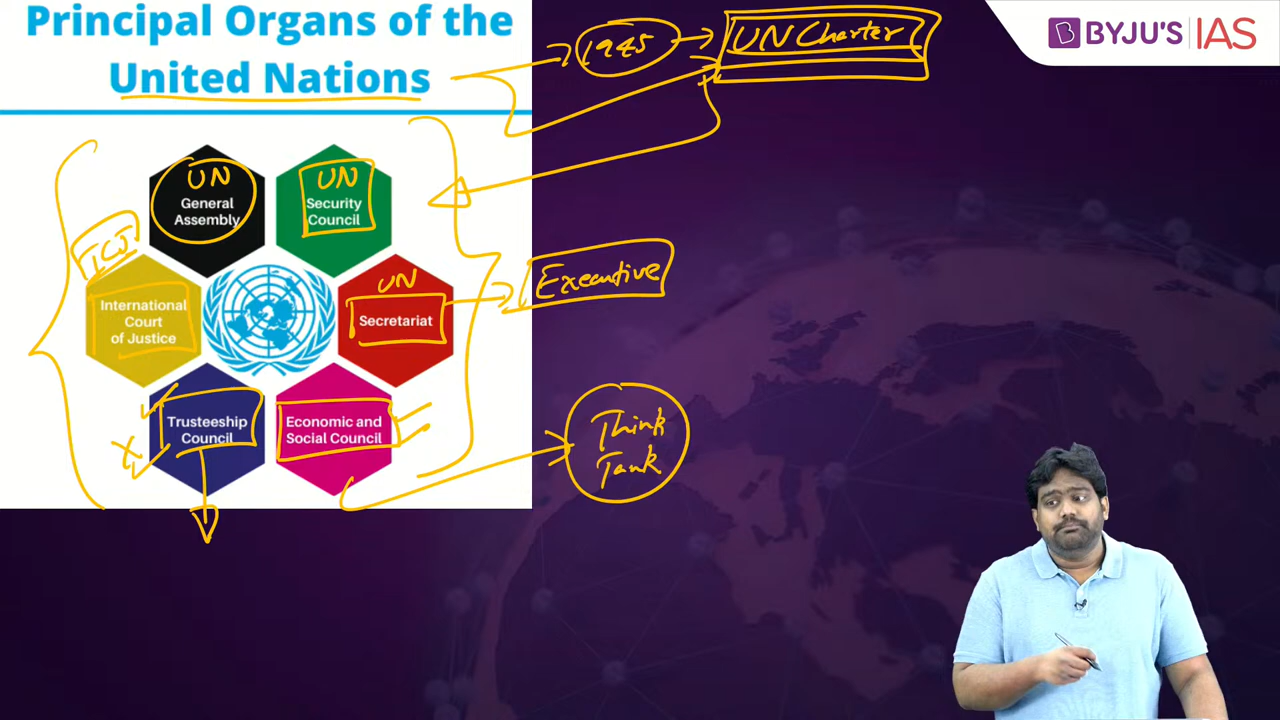 Principal Organs of the
United Nations
1945
UN Charter
BYJU'S IAS
UN
General
Assembly
UN
Security
Council
ICJ
International
Court
of Justice
UN
Secretariat
Executive
Trusteeship
Council
Economic and
Social Council
Think
Tank